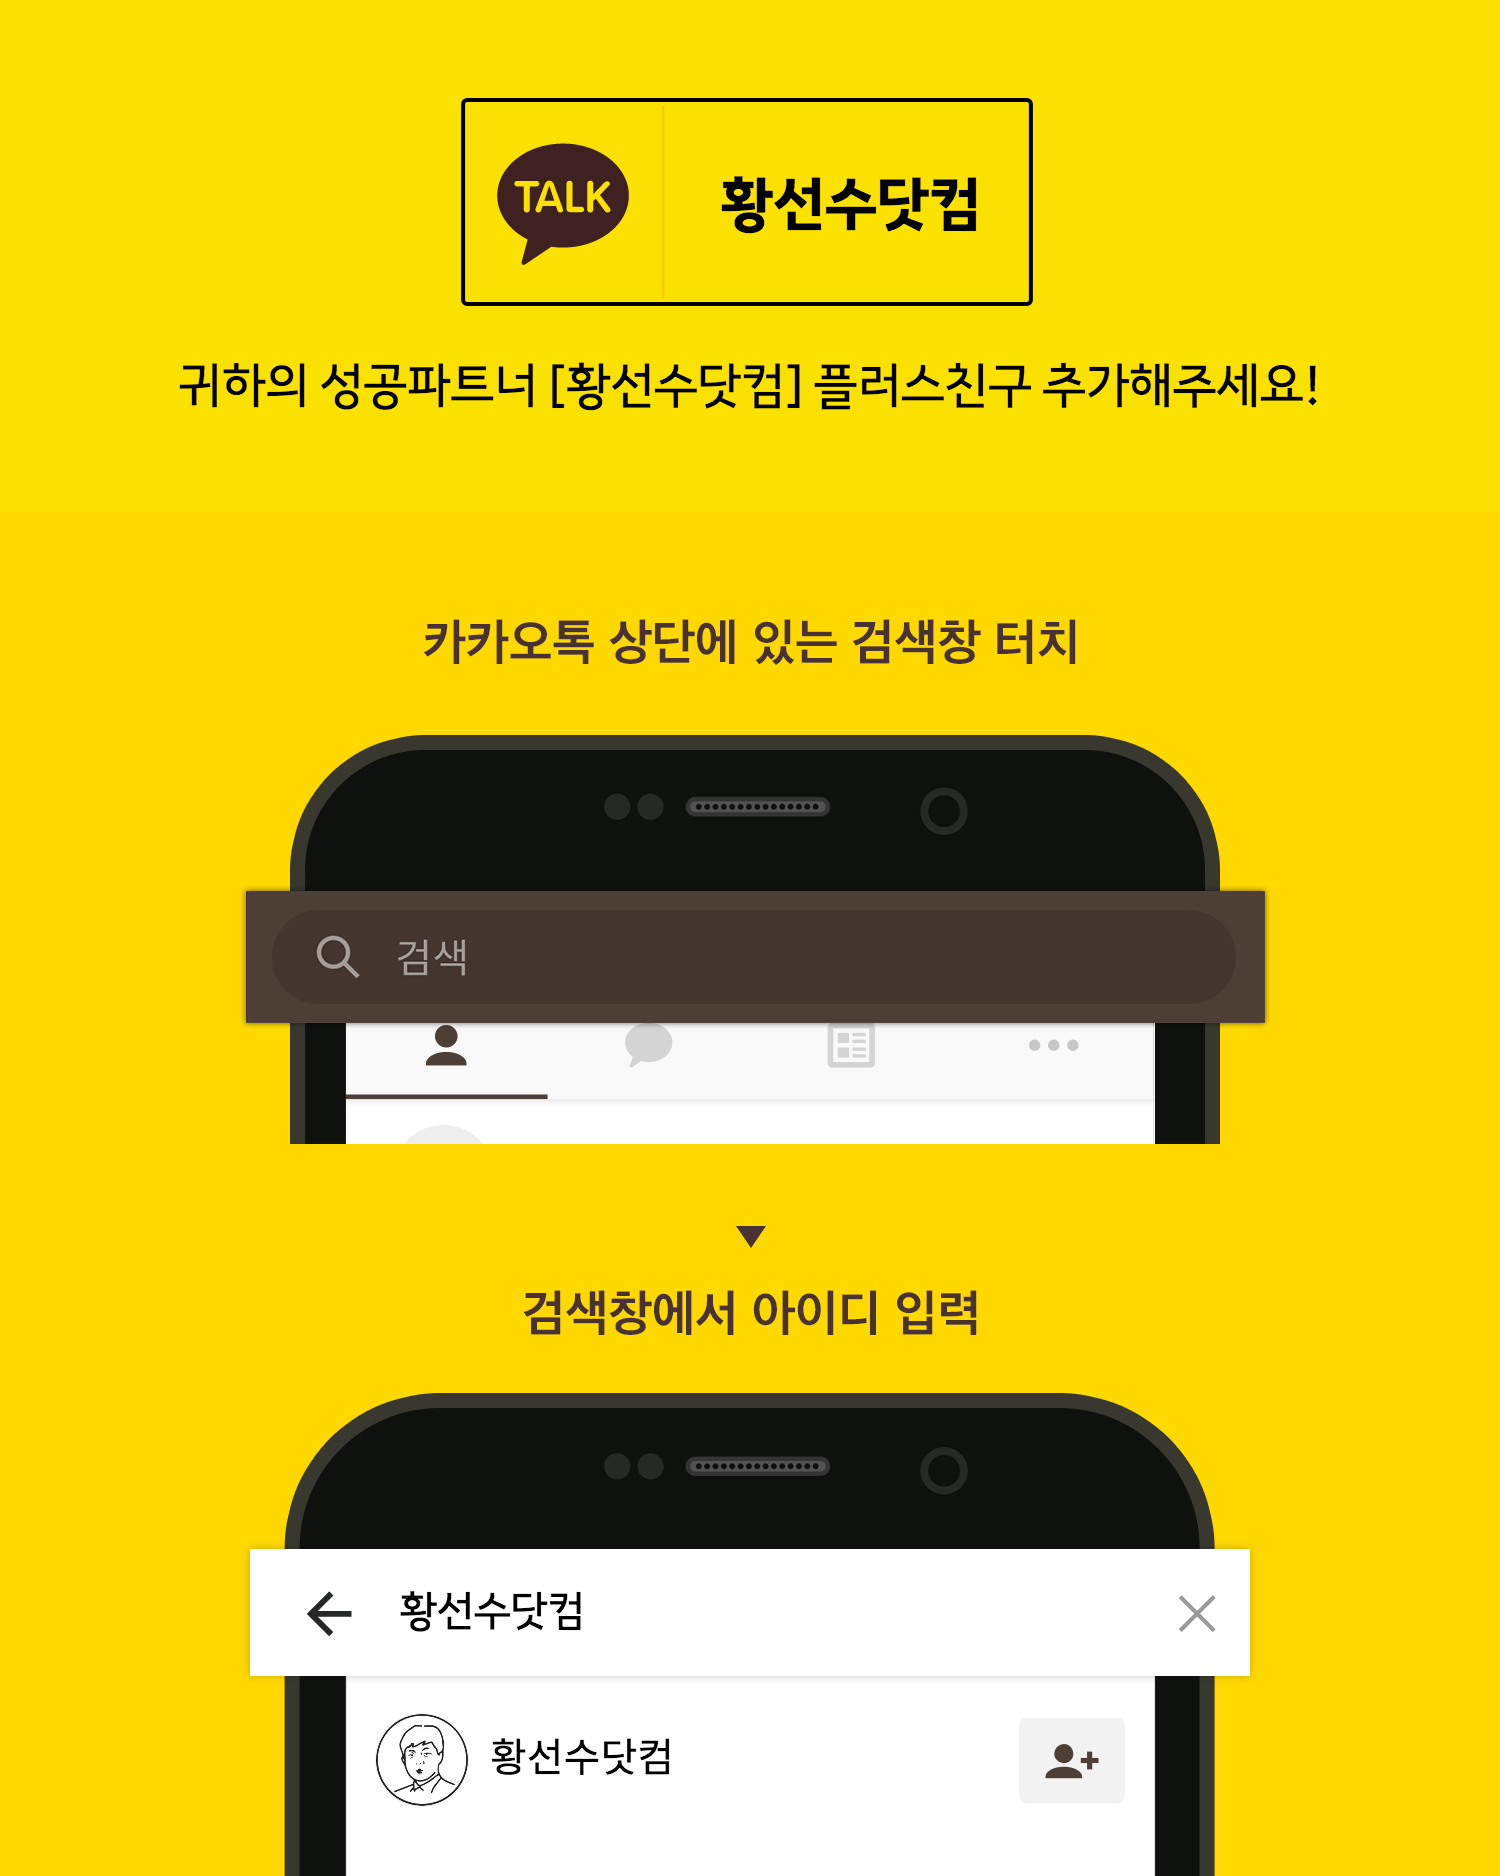 TALK
황선수닷컴
귀하의 성공파트너 [황선수닷컴] 플러스친구 추가해주세요!
카카오톡 상단에 있는 검색창 터치
검색
검색창에서 아이디 입력
황선수닷컴
황선수닷컴